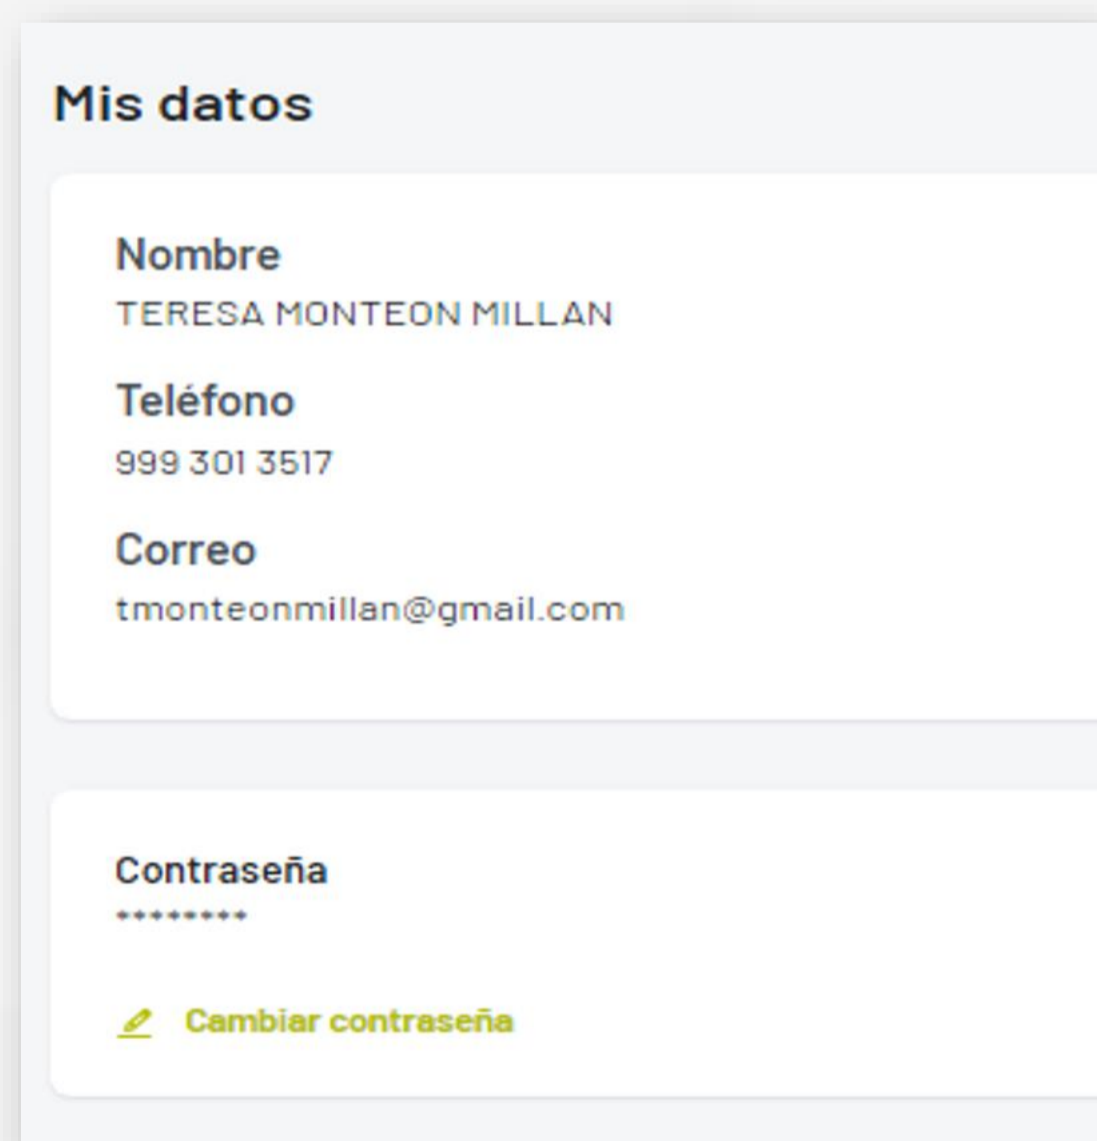 Mis datos
Nombre
TERESA MONTEON MILLAN
Teléfono
999 301 3517
Correo
tmonteonmillan@gmail.com
Contraseña
********
Cambiar contraseña